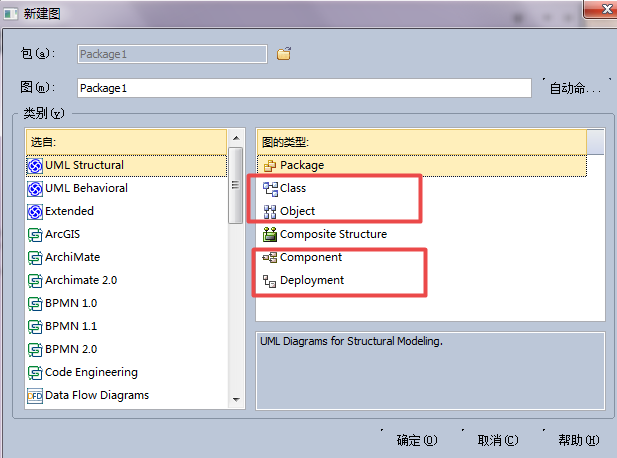 新建图
包(a):
Package1
图(m):
Package1
自动命...
类别(y)
选自:
UML Structural
UML Behavioral
Extended
ArcGIS
ArchiMate
Archimate 2.0
BPMN 1.0
BPMN 1.1
BPMN 2.0
Code Engineering
DFD Data Flow Diagrams
图的类型:
Package
Class
Object
Composite Structure
Component
Deployment
UML Diagrams for Structural Modeling.
确定(O)
取消(C)
帮助(H)